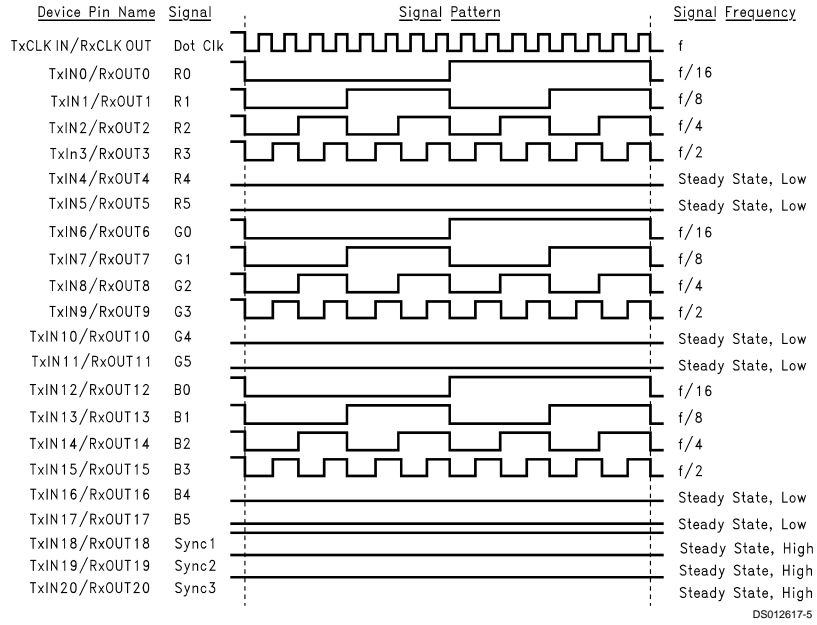 Device Pin Name Signal Signal Pattern Signal Frequency
TxCLK IN/RxCLK OUT Dot Clk f
TxIN0/RxOUT0 R0 f/16
TxIN1/RxOUT1 R1 f/8
TxIN2/RxOUT2 R2 f/4
TxIn3/RxOUT3 R3 f/2
TxIN4/RxOUT4 R4 Steady State, Low
TxIN5/RxOUT5 R5 Steady State, Low
TxIN6/RxOUT6 G0 f/16
TxIN7/RxOUT7 G1 f/8
TxIN8/RxOUT8 G2 f/4
TxIN9/RxOUT9 G3 f/2
TxIN10/RxOUT10 G4 Steady State, Low
TxIN11/RxOUT11 G5 Steady State, Low
TxIN12/RxOUT12 B0 f/16
TxIN13/RxOUT13 B1 f/8
TxIN14/RxOUT14 B2 f/4
TxIN15/RxOUT15 B3 f/2
TxIN16/RxOUT16 B4 Steady State, Low
TxIN17/RxOUT17 B5 Steady State, Low
TxIN18/RxOUT18 Sync1 Steady State, High
TxIN19/RxOUT19 Sync2 Steady State, High
TxIN20/RxOUT20 Sync3 Steady State, High
DS012617-5